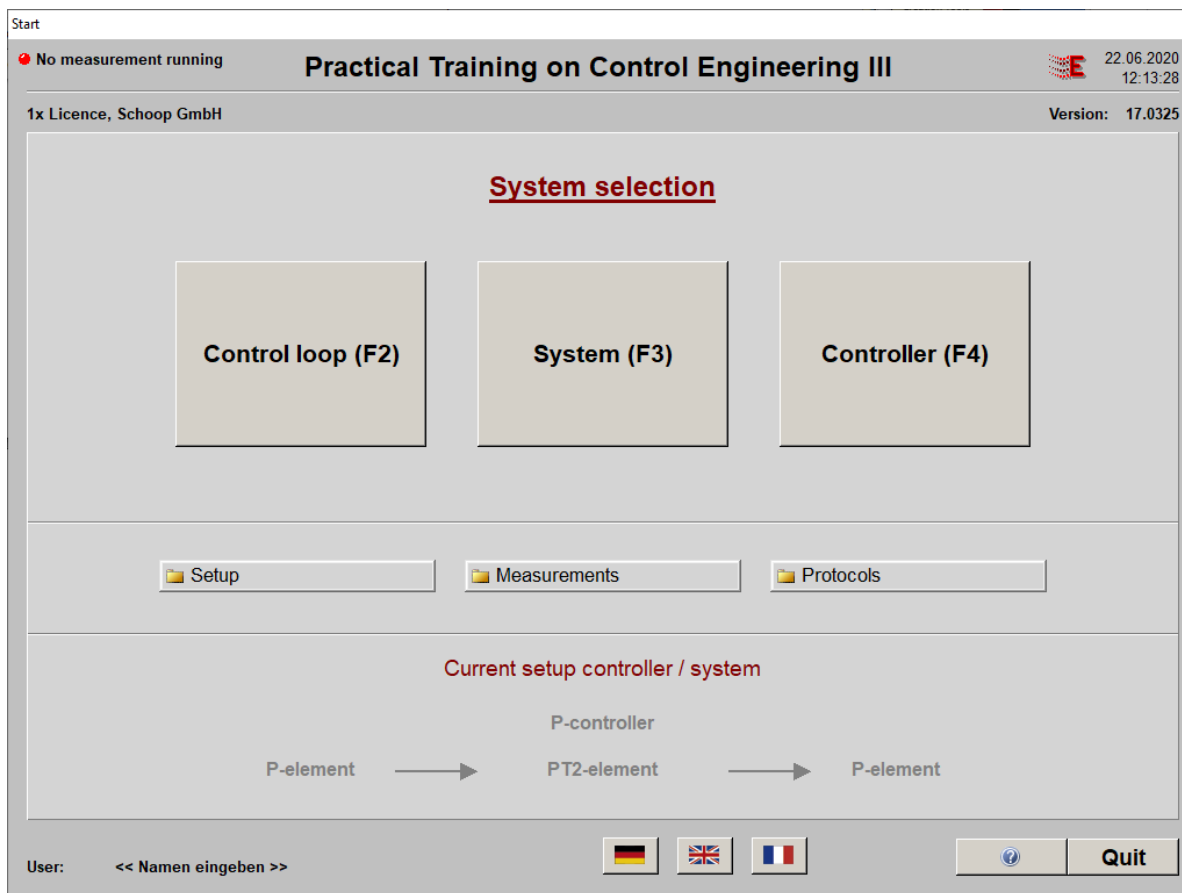 Start
No measurement running
Practical Training on Control Engineering III
E
22.06.2020
12:13:28
1x Licence, Schoop GmbH
Version: 17.0325
System selection
Control loop (F2)
System (F3)
Controller (F4)
Setup
Measurements
Protocols
Current setup controller / system
P-controller
P-element
PT2-element
P-element
User: << Namen eingeben >>
?
Quit